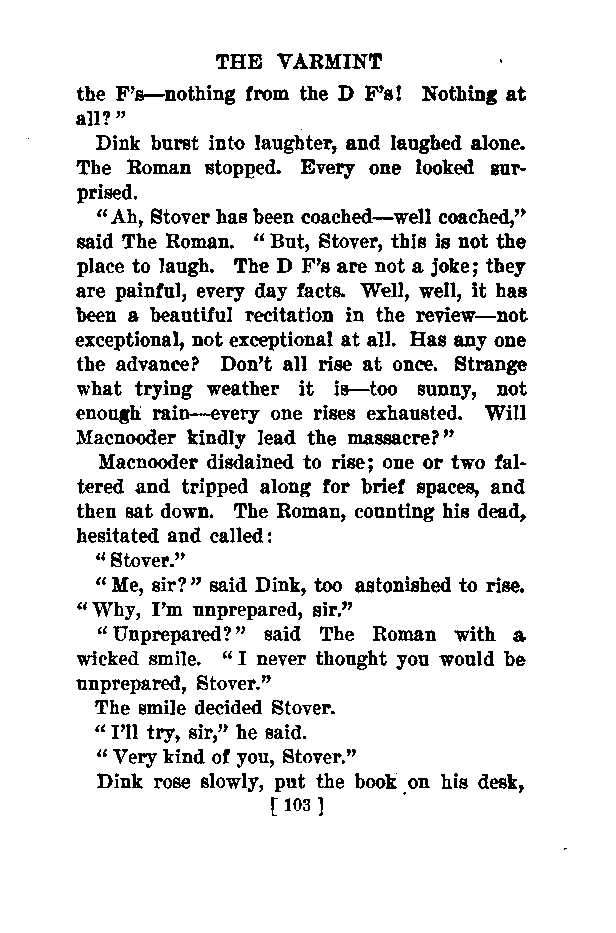 THE VARMINT
the F's—nothing from the D F's! Nothing at
all?"
Dink burst into laughter, and laughed alone.
The Roman stopped. Every one looked sur-
prised.
"Ah, Stover has been coached—well coached,"
said The Roman. "But, Stover, this is not the
place to laugh. The D F's are not a joke; they
are painful, every day facts. Well, well, it has
been a beautiful recitation in the review—not
exceptional, not exceptional at all. Has any one
the advance? Don't all rise at once. Strange
what trying weather it is—too sunny, not
enough rain—every one rises exhausted. Will
Macnooder kindly lead the massacre?"
Macnooder disdained to rise; one or two fal-
tered and tripped along for brief spaces, and
then sat down. The Roman, counting his dead,
hesitated and called:
"Stover."
"Me, sir?" said Dink, too astonished to rise.
"Why, I'm unprepared, sir."
"Unprepared?" said The Roman with a
wicked smile. "I never thought you would be
unprepared, Stover."
The smile decided Stover.
"I'll try, sir," he said.
"Very kind of you, Stover."
Dink rose slowly, put the book on his desk,
[ 103 ]